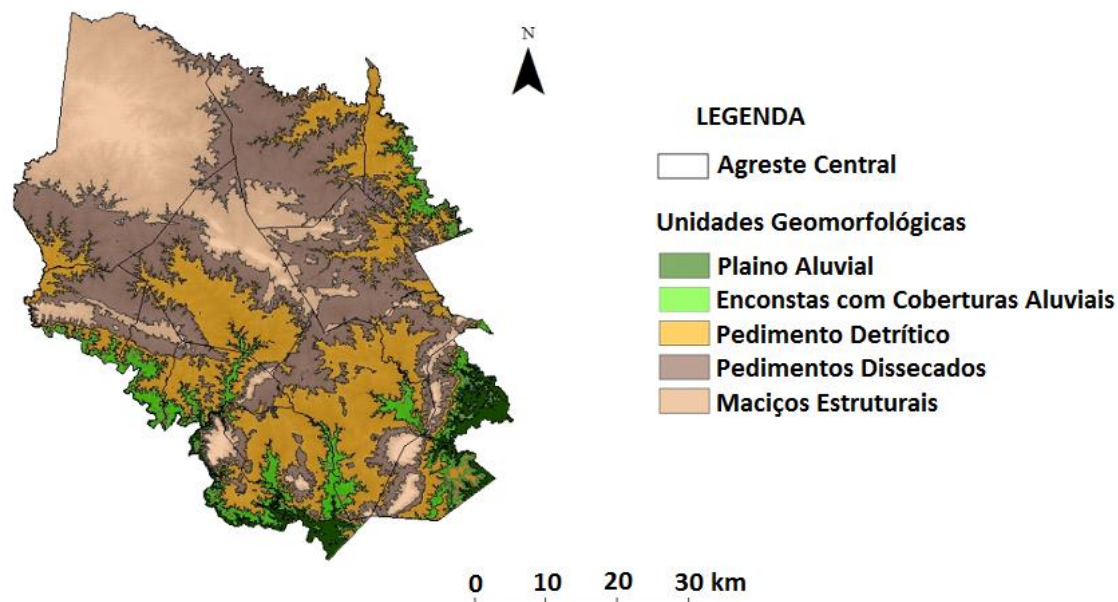 N
LEGENDA
Agreste Central
Unidades Geomorfológicas
Plaino Aluvial
Enconstas com Coberturas Aluviais
Pedimento Detrítico
Pedimentos Dissecados
Maciços Estruturais
0 10 20 30 km